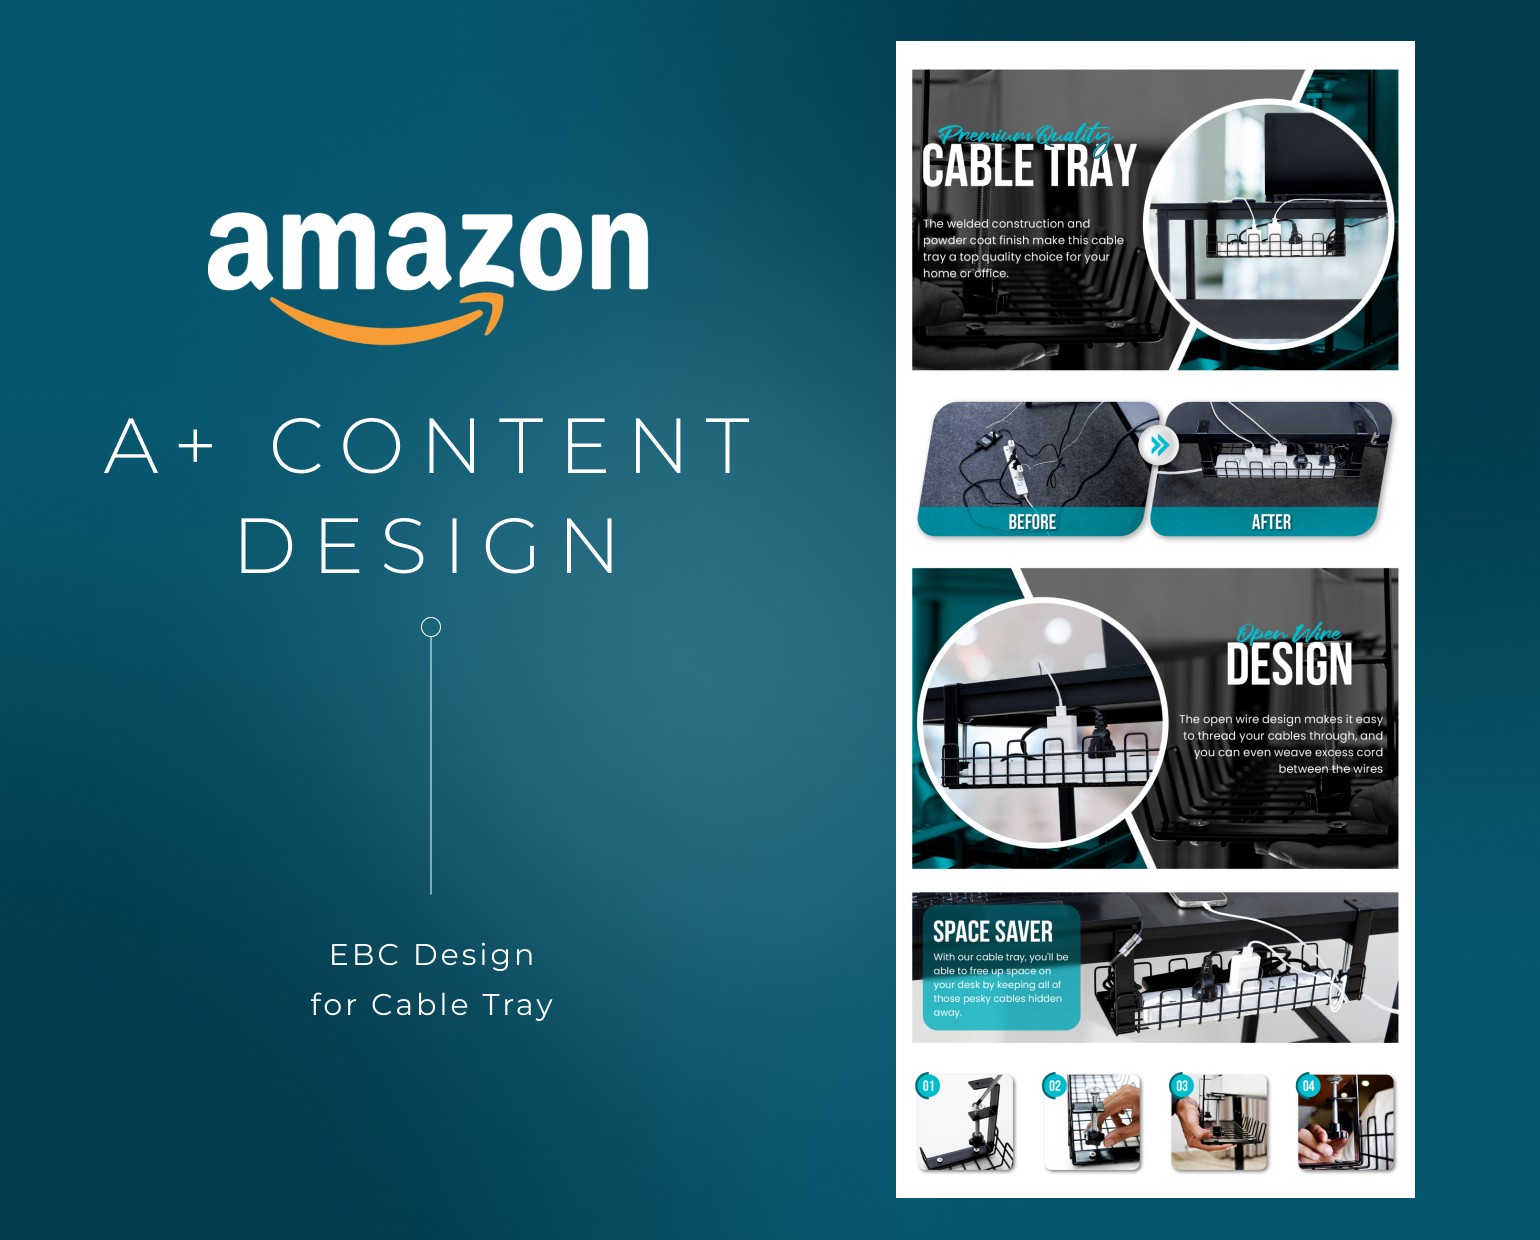 amazon
A+ CONTENT
DESIGN
EBC Design
for Cable Tray
Premium Quality
CABLE TRAY
The welded construction and
powder coat finish make this cable
tray a top quality choice for your
home or office.
BEFORE
AFTER
Open Wire
DESIGN
The open wire design makes it easy
to thread your cables through, and
you can even weave excess cord
between the wires
SPACE SAVER
With our cable tray, you'll be
able to free up space on
your desk by keeping all of
those pesky cables hidden
away.
01
02
03
04